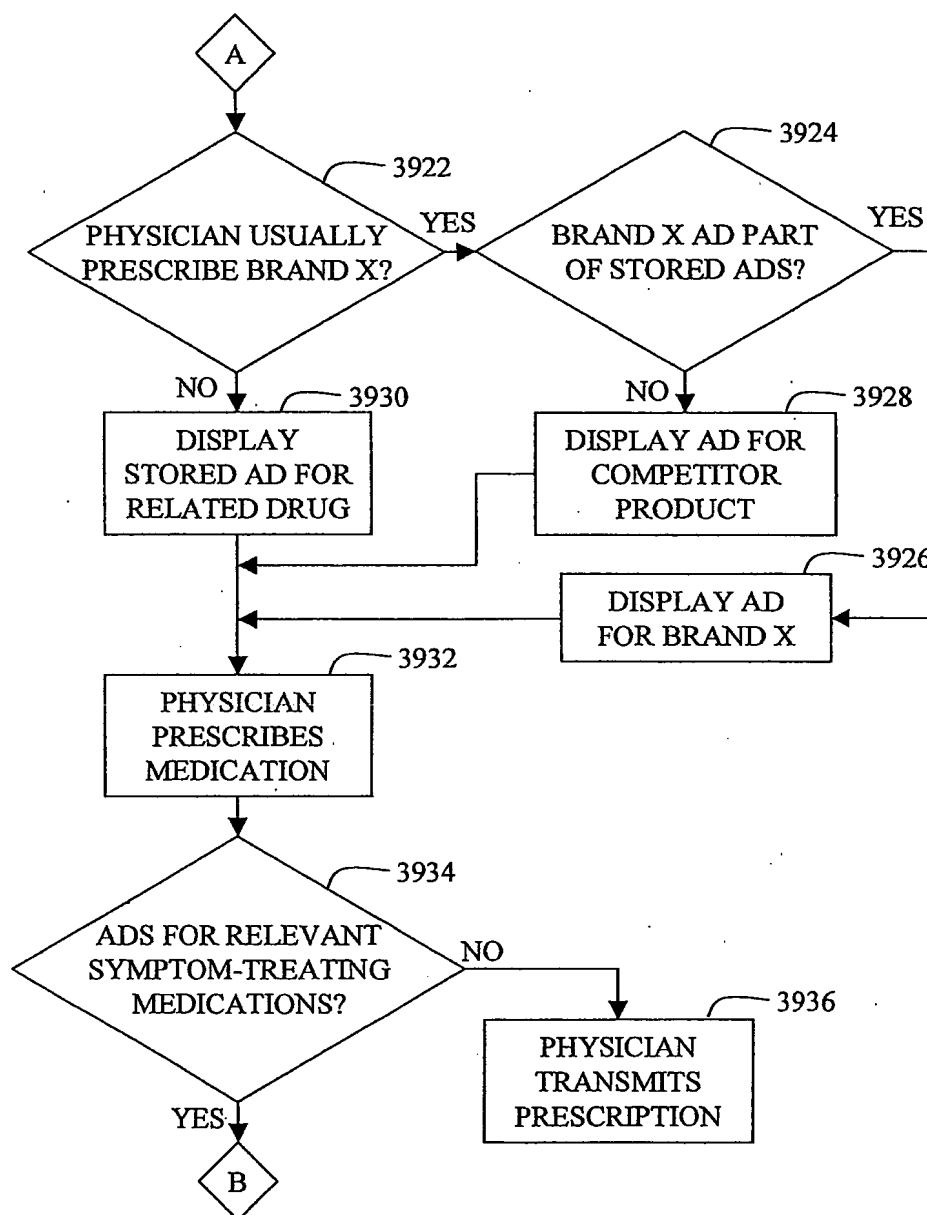 A
3922
PHYSICIAN USUALLY
PRESCRIBE BRAND X?
YES
3924
BRAND X AD PART
OF STORED ADS?
YES
NO
3930
DISPLAY
STORED AD FOR
RELATED DRUG
NO
3928
DISPLAY AD FOR
COMPETITOR
PRODUCT
3926
DISPLAY AD
FOR BRAND X
3932
PHYSICIAN
PRESCRIBES
MEDICATION
3934
ADS FOR RELEVANT
SYMPTOM-TREATING
MEDICATIONS?
NO
3936
PHYSICIAN
TRANSMITS
PRESCRIPTION
YES
B